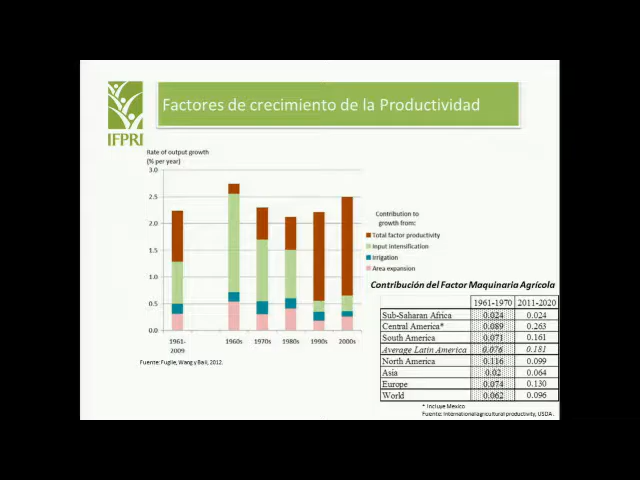 Factores de crecimiento de la Productividad
IFPRI
Rate of output growth
(% per year)
3.0
2.5
2.0
1.5
1.0
0.5
0.0
1961-
2009
1960s
1970s
1980s
1990s
2000s
Contribution to
growth from:
Total factor productivity
Input intensification
Irrigation
Area expansion
Fuente: Fuglie, Wang y Ball, 2012.
Contribución del Factor Maquinaria Agrícola
1961-1970 2011-2020
Sub-Saharan Africa 0.024 0.024
Central America* 0.089 0.263
South America 0.071 0.161
Average Latin America 0.076 0.181
North America 0.116 0.099
Asia 0.02 0.064
Europe 0.074 0.130
World 0.062 0.096
* Incluye Mexico
Fuente: International agricultural productivity, USDA.